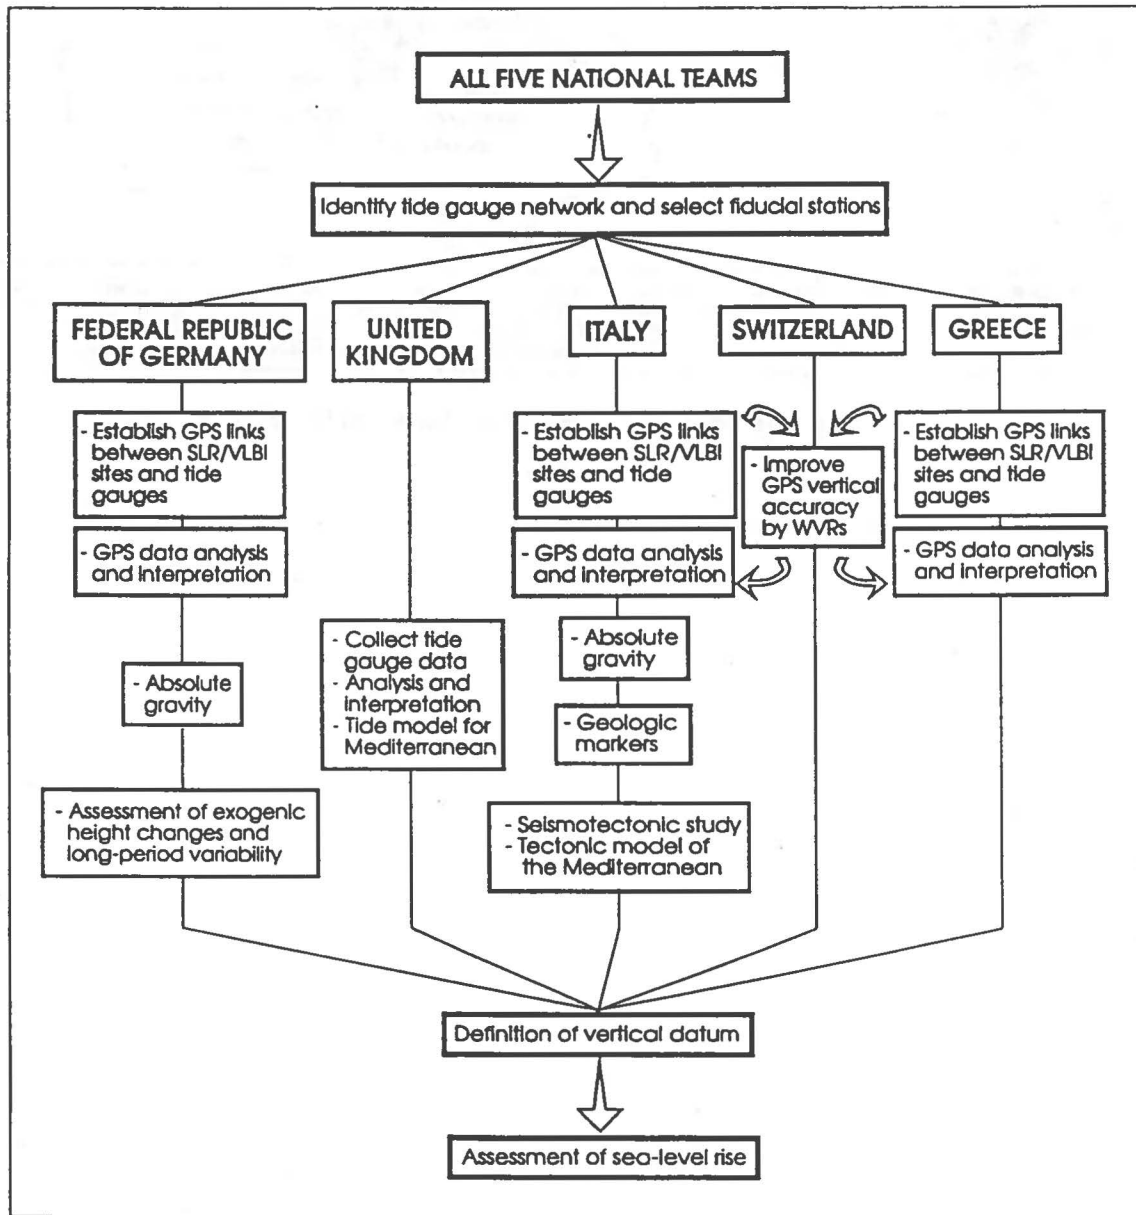 ALL FIVE NATIONAL TEAMS
Identify tide gauge network and select fiducial stations
FEDERAL REPUBLIC
OF GERMANY
UNITED
KINGDOM
ITALY
SWITZERLAND
GREECE
- Establish GPS links
between SLR/VLBI
sites and tide
gauges
- GPS data analysis
and interpretation
- Absolute
gravity
- Assessment of exogenic
height changes and
long-period variability
- Collect tide
gauge data
- Analysis and
interpretation
- Tide model for
Mediterranean
- Establish GPS links
between SLR/VLBI
sites and tide
gauges
- GPS data analysis
and interpretation
- Absolute
gravity
- Geologic
markers
- Seismotectonic study
- Tectonic model of
the Mediterranean
- Improve
GPS vertical
accuracy
by WVRs
- Establish GPS links
between SLR/VLBI
sites and tide
gauges
- GPS data analysis
and interpretation
Definition of vertical datum
Assessment of sea-level rise